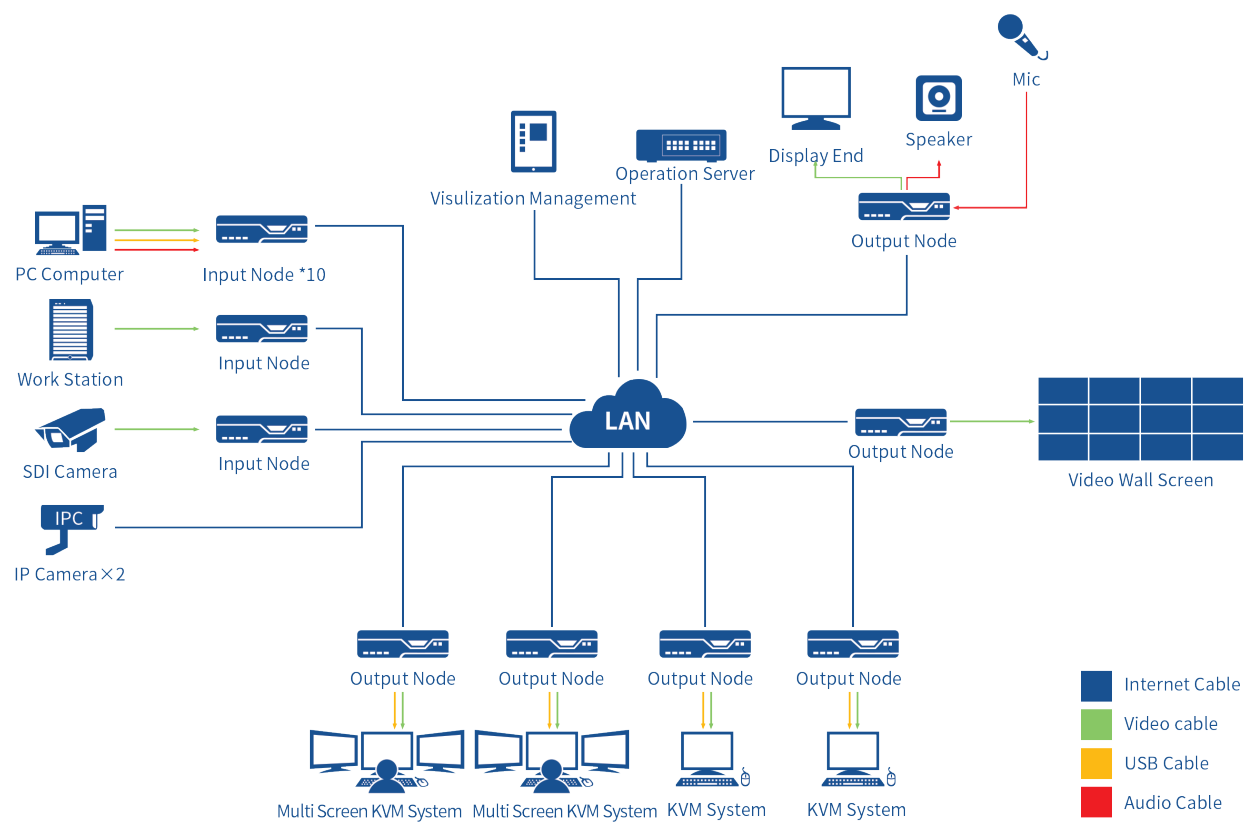 Mic
Speaker
Display End
Operation Server
Visulization Management
Output Node
PC Computer
Input Node *10
Input Node
Work Station
LAN
Output Node
Input Node
SDI Camera
Video Wall Screen
IPC
IP Camera×2
Output Node
Output Node
Output Node
Output Node
Multi Screen KVM System
Multi Screen KVM System
KVM System
KVM System
Internet Cable
Video cable
USB Cable
Audio Cable